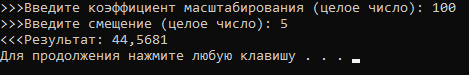 >>>Введите коэффициент масштабирования (целое число): 100
>>>Введите смещение (целое число): 5
<<<Результат: 44,5681
Для продолжения нажмите любую клавишу . . .